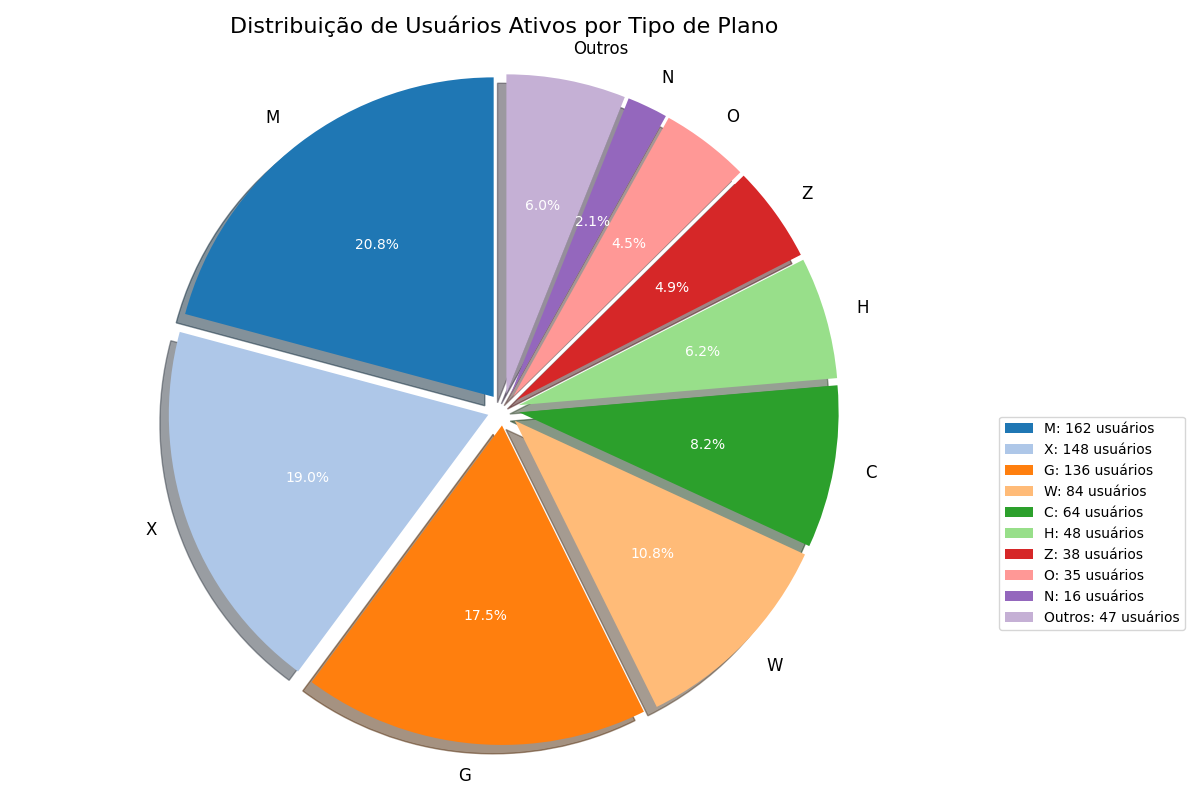 Distribuição de Usuários Ativos por Tipo de Plano
Outros
N
O
M
Z
H
C
X
W
G
6.0%
2.1%
4.5%
20.8%
4.9%
6.2%
8.2%
19.0%
10.8%
17.5%
M: 162 usuários
X: 148 usuários
G: 136 usuários
W: 84 usuários
C: 64 usuários
H: 48 usuários
Z: 38 usuários
O: 35 usuários
N: 16 usuários
Outros: 47 usuários